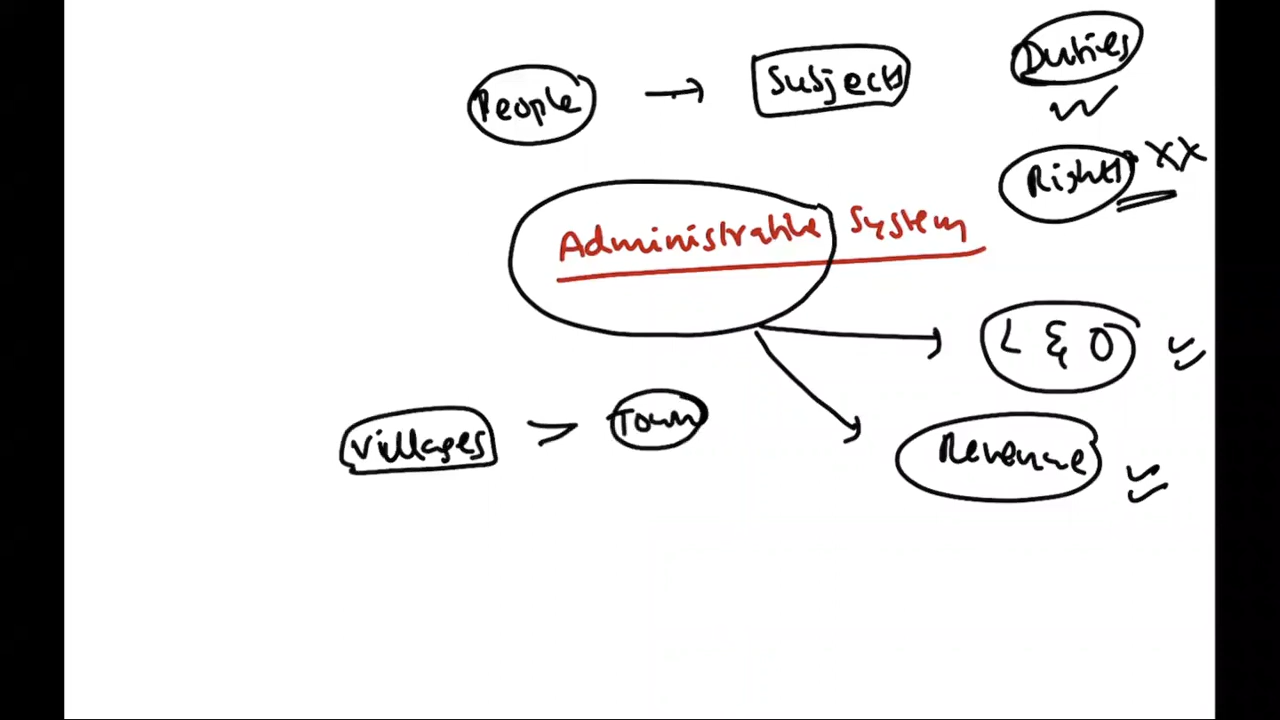 People → Subjects
Duties
Rights XX
Administrative System
L & O
Villages > Town
Revenue